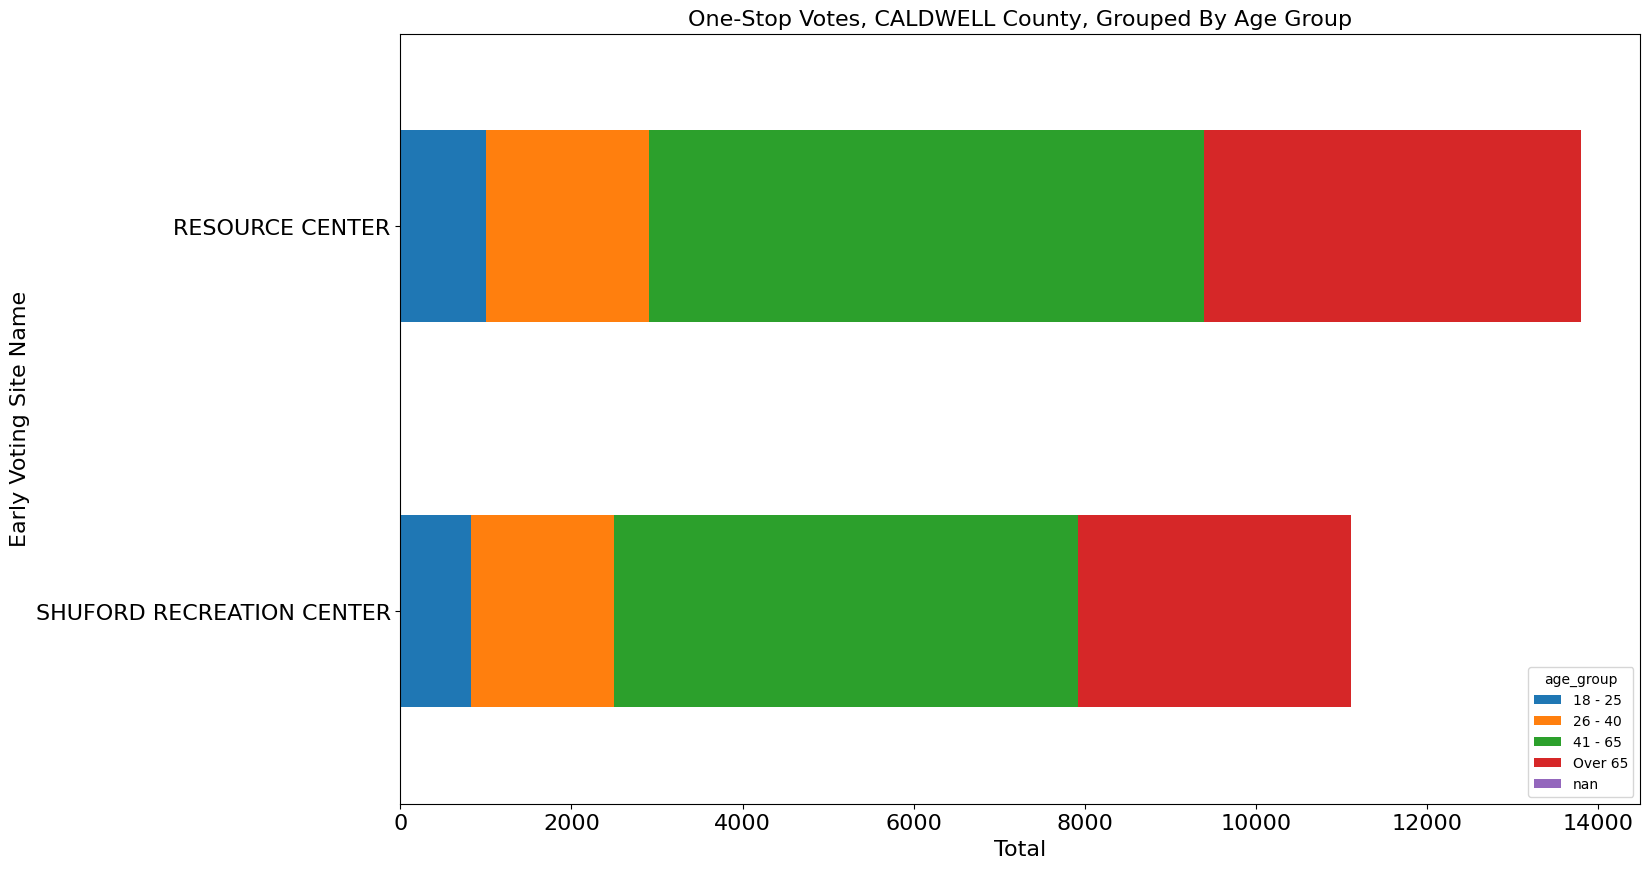 One-Stop Votes, CALDWELL County, Grouped By Age Group
Early Voting Site Name
RESOURCE CENTER
SHUFORD RECREATION CENTER
age_group
18 - 25
26 - 40
41 - 65
Over 65
nan
0 2000 4000 6000 8000 10000 12000 14000
Total